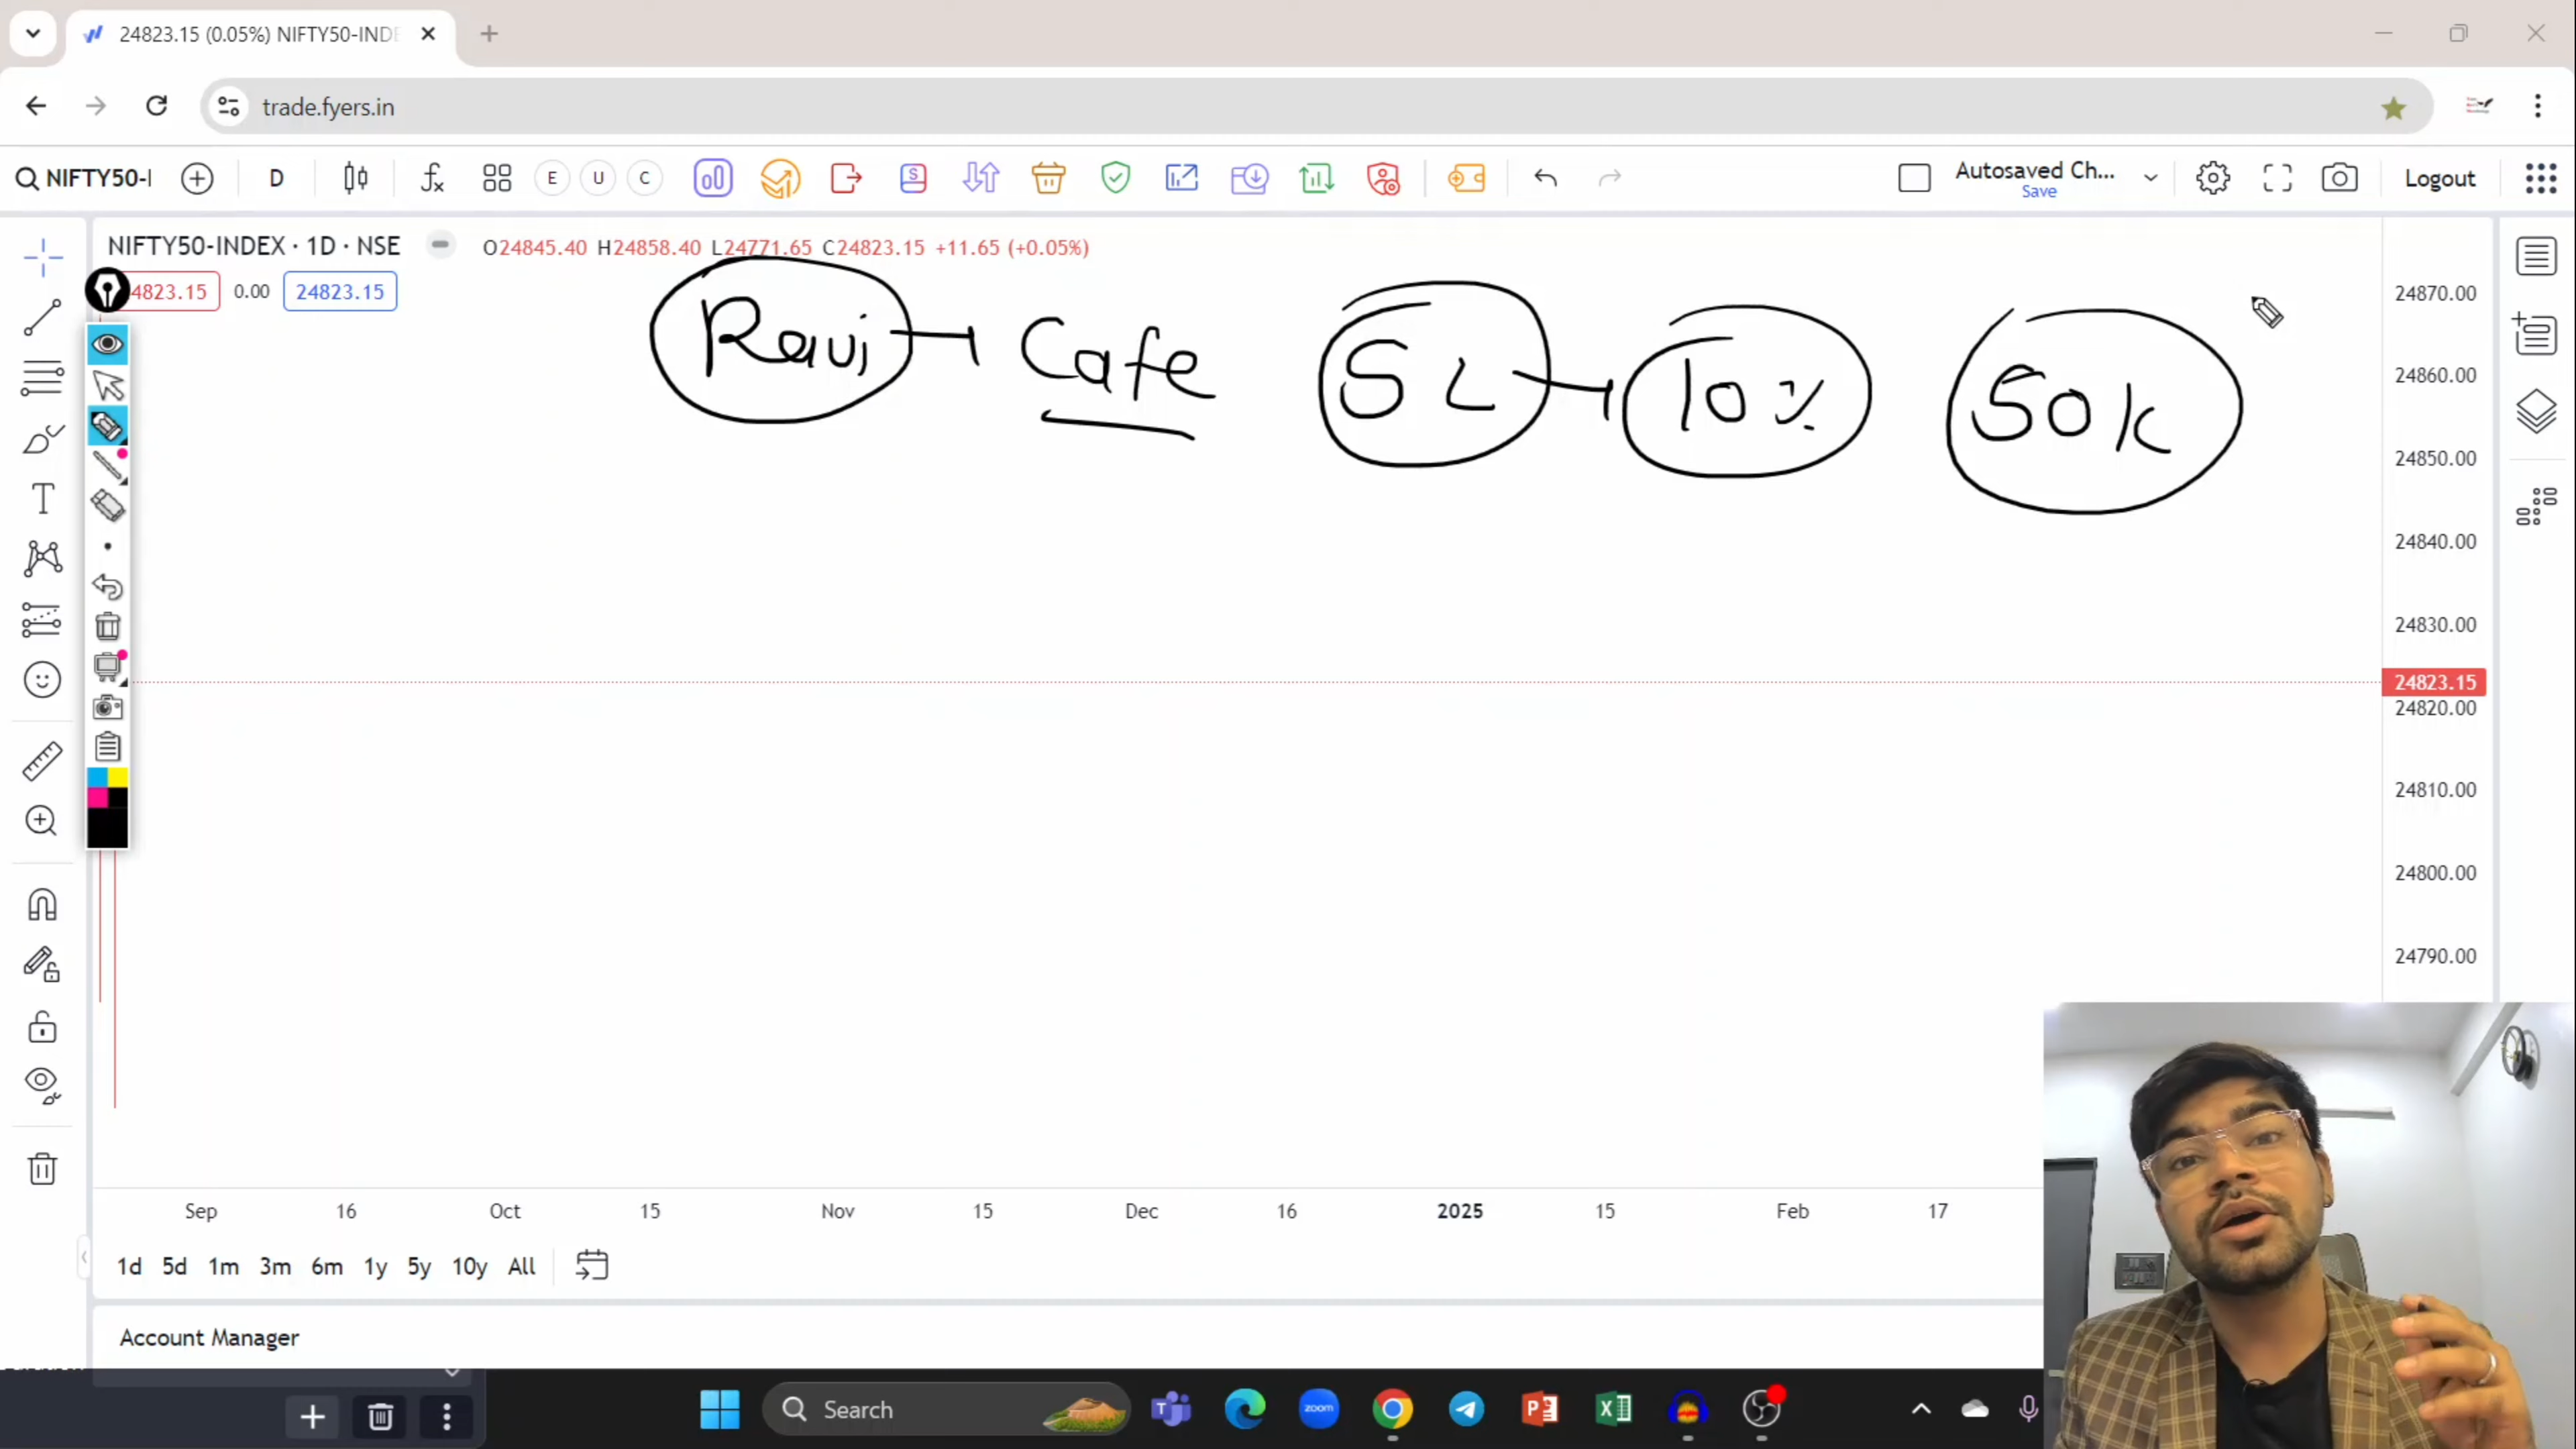 24823.15 (0.05%) NIFTY50-INDE
trade.fyers.in
NIFTY50-I
D
E U C
S
Autosaved Ch...
Save
Logout
NIFTY50-INDEX · 1D · NSE
O24845.40 H24858.40 L24771.65 C24823.15 +11.65 (+0.05%)
4823.15 0.00 24823.15
Ravi Cafe 5 L 10 % 50 k
T
24870.00
24860.00
24850.00
24840.00
24830.00
24823.15
24820.00
24810.00
24800.00
24790.00
Sep 16 Oct 15 Nov 15 Dec 16 2025 15 Feb 17
1d 5d 1m 3m 6m 1y 5y 10y All
Account Manager
Search
zoom